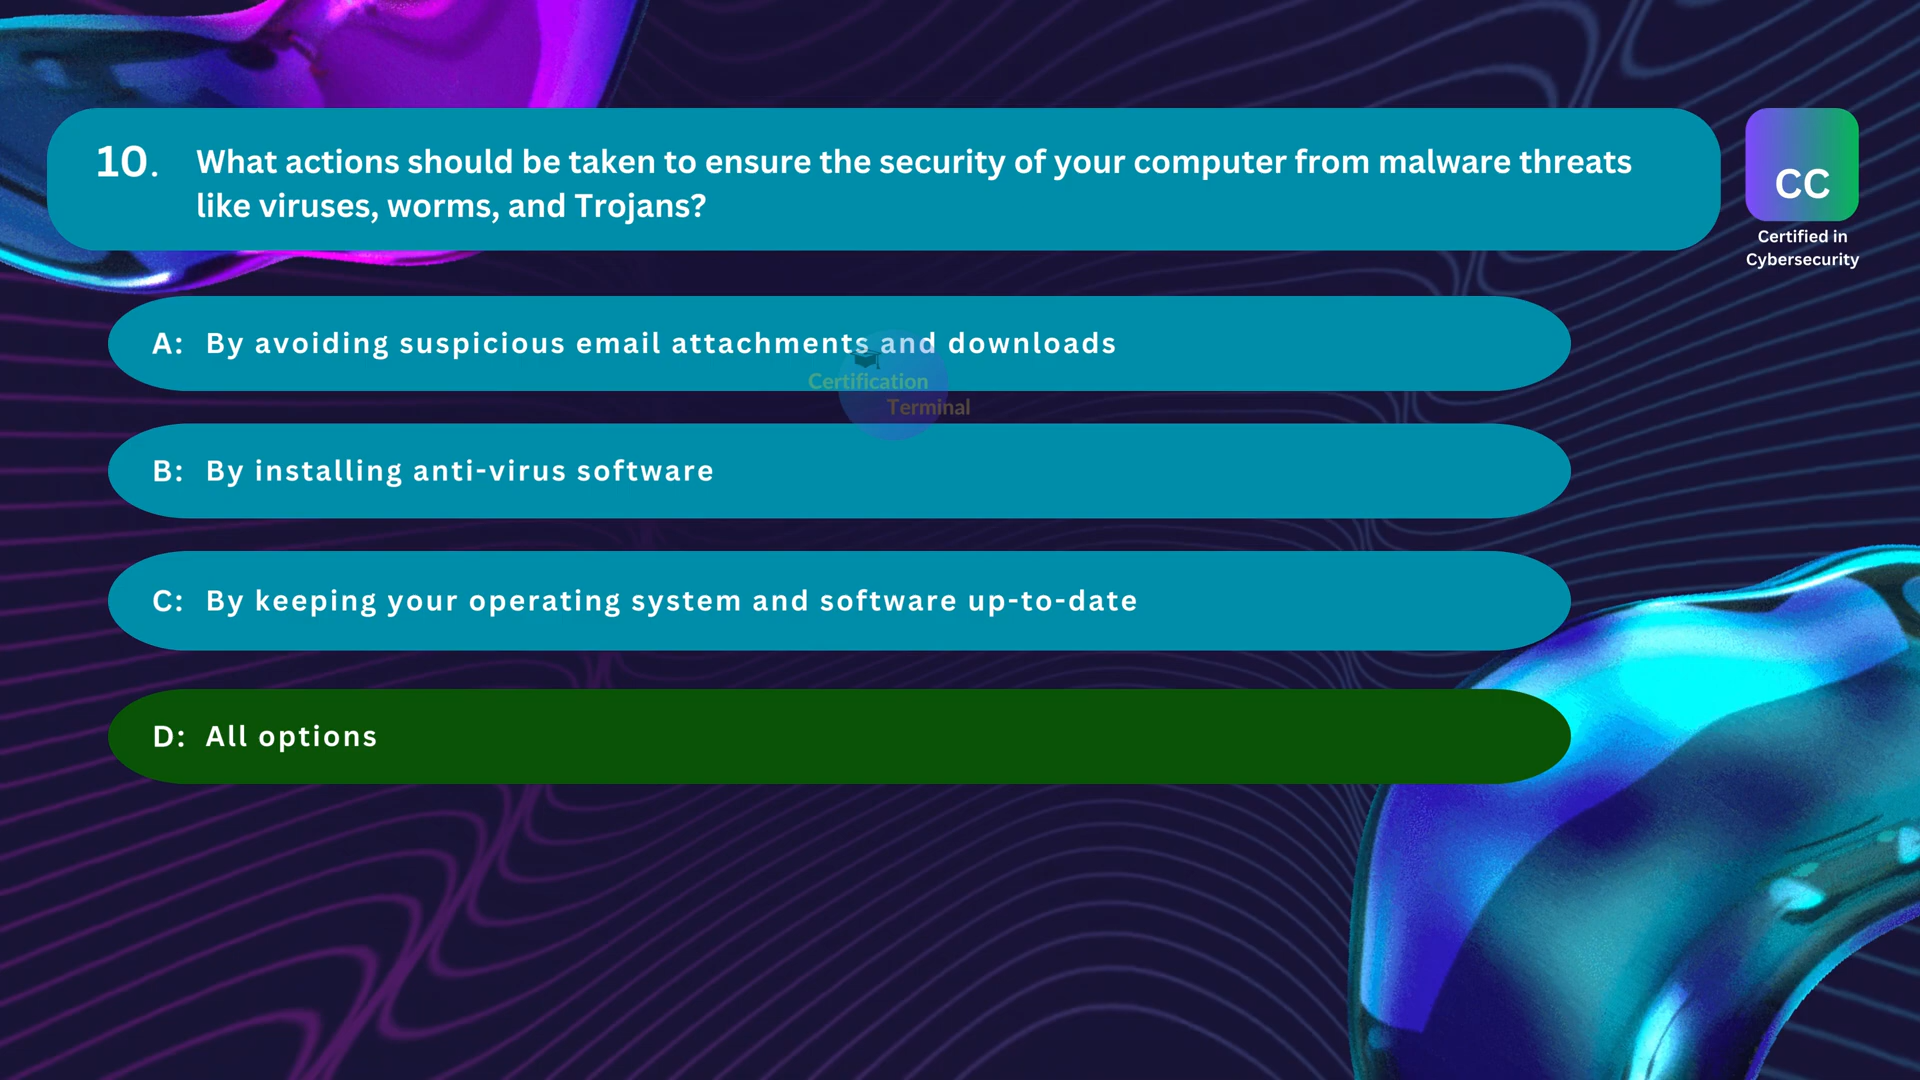 10. What actions should be taken to ensure the security of your computer from malware threats
like viruses, worms, and Trojans?
CC
Certified in
Cybersecurity
A: By avoiding suspicious email attachments and downloads
Certification
Terminal
B: By installing anti-virus software
C: By keeping your operating system and software up-to-date
D: All options